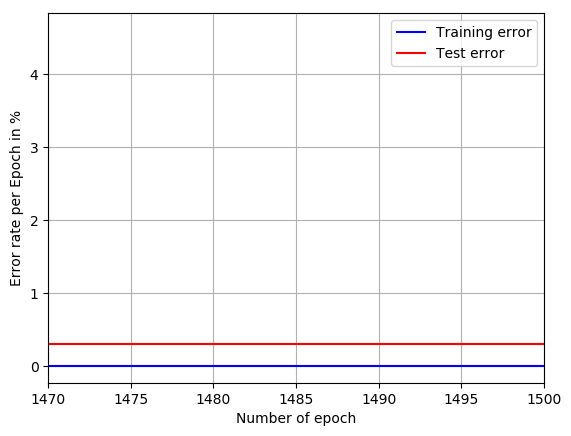 Training error
Test error
Error rate per Epoch in %
4
3
2
1
0
1470 1475 1480 1485 1490 1495 1500
Number of epoch